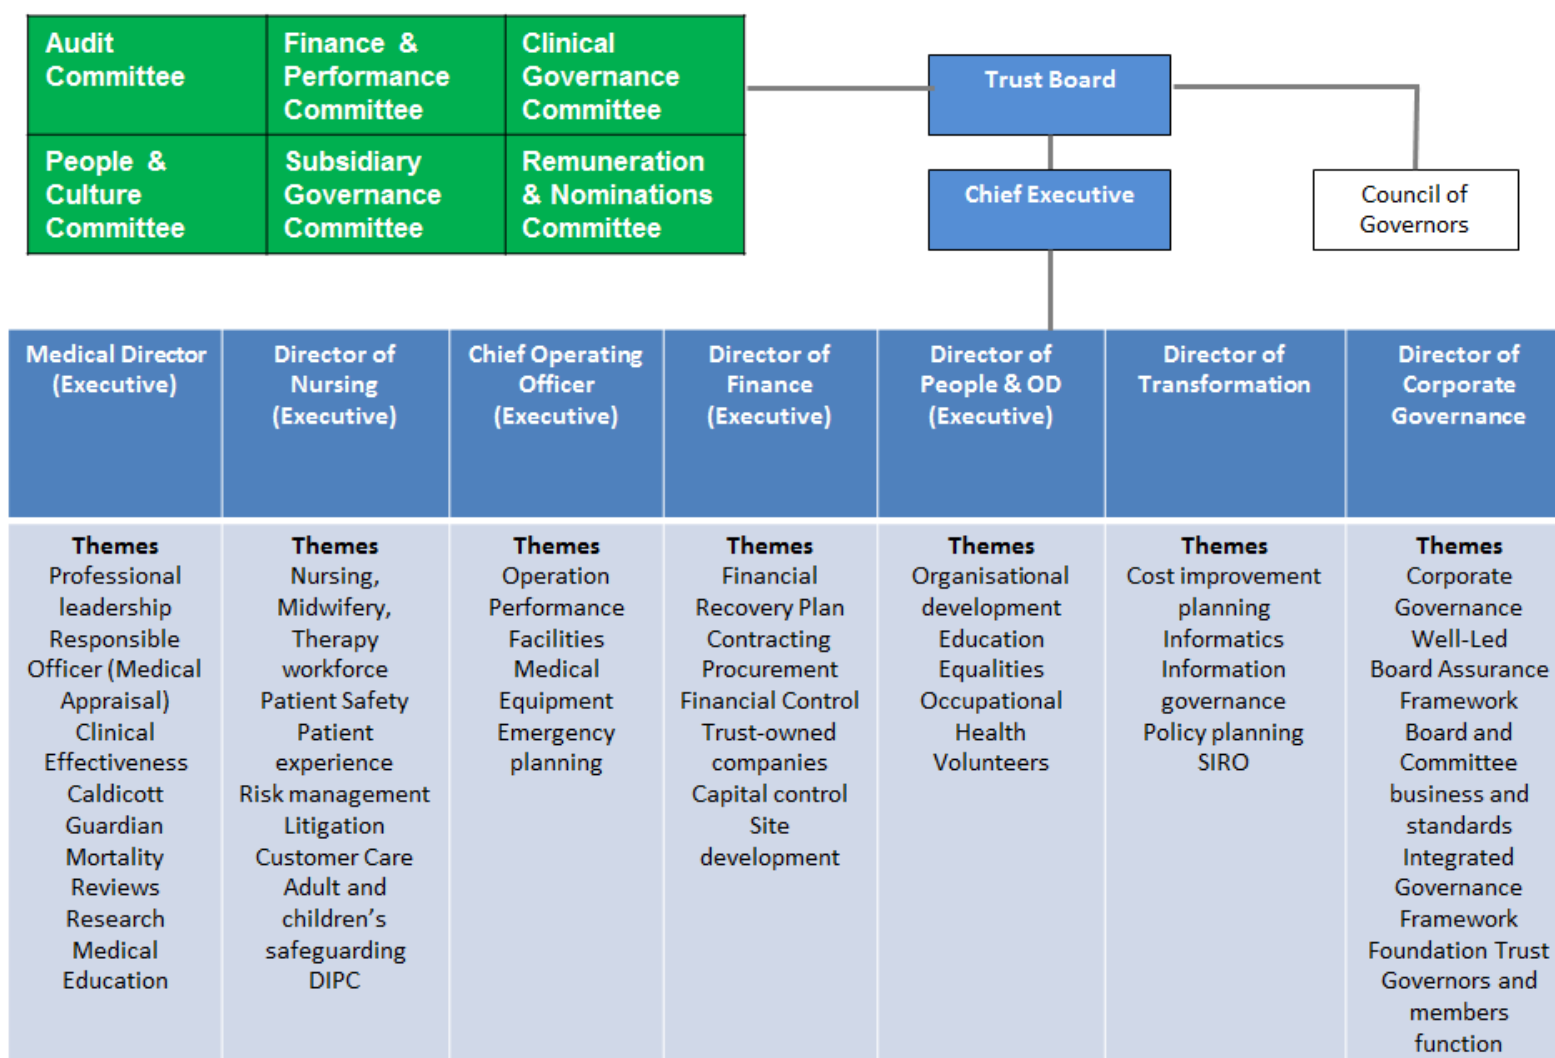 Audit
Committee
Finance &
Performance
Committee
Clinical
Governance
Committee
People &
Culture
Committee
Subsidiary
Governance
Committee
Remuneration
& Nominations
Committee
Trust Board
Chief Executive
Council of
Governors
Medical Director
(Executive)
Director of
Nursing
(Executive)
Chief Operating
Officer
(Executive)
Director of
Finance
(Executive)
Director of
People & OD
(Executive)
Director of
Transformation
Director of
Corporate
Governance
Themes
Professional
leadership
Responsible
Officer (Medical
Appraisal)
Clinical
Effectiveness
Caldicott
Guardian
Mortality
Reviews
Research
Medical
Education
Themes
Nursing,
Midwifery,
Therapy
workforce
Patient Safety
Patient
experience
Risk management
Litigation
Customer Care
Adult and
children’s
safeguarding
DIPC
Themes
Operation
Performance
Facilities
Medical
Equipment
Emergency
planning
Themes
Financial
Recovery Plan
Contracting
Procurement
Financial Control
Trust-owned
companies
Capital control
Site
development
Themes
Organisational
development
Education
Equalities
Occupational
Health
Volunteers
Themes
Cost improvement
planning
Informatics
Information
governance
Policy planning
SIRO
Themes
Corporate
Governance
Well-Led
Board Assurance
Framework
Board and
Committee
business and
standards
Integrated
Governance
Framework
Foundation Trust
Governors and
members
function